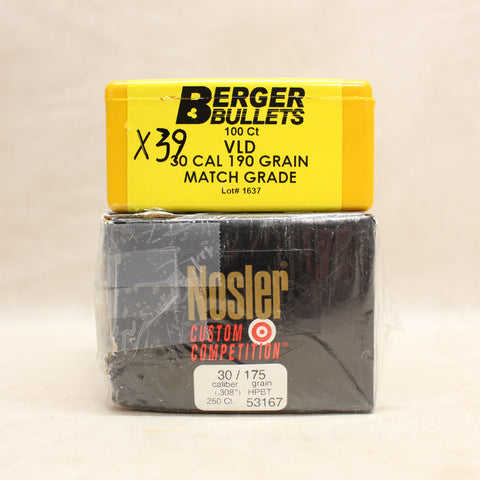 BERGER
BULLETS
100 Ct
X39
VLD
30 CAL 190 GRAIN
MATCH GRADE
Lot# 1637
Nosler®
CUSTOM
COMPETITION™
30 / 175
caliber grain
(.308") HPBT
250 Ct. 53167